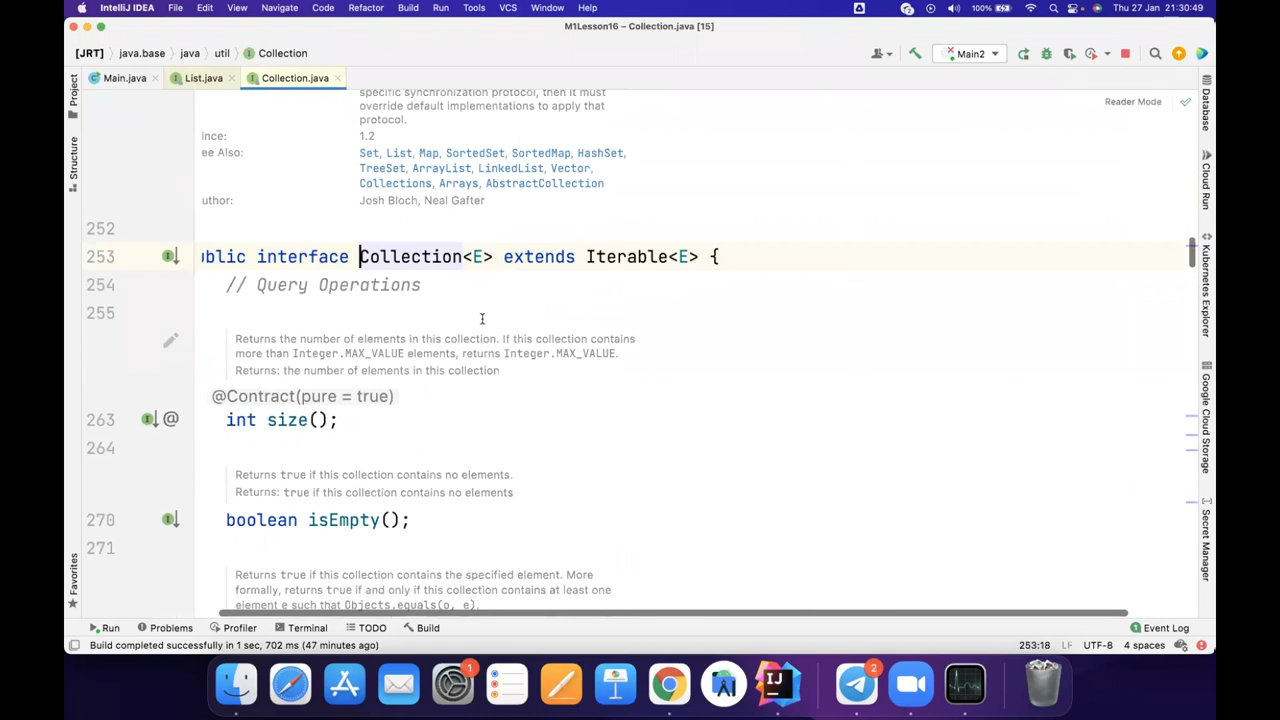 IntelliJ IDEA File Edit View Navigate Code Refactor Build Run Tools VCS Window Help 100% Thu 27 Jan 21:30:49
M1Lesson16 – Collection.java [15]
[JRT] java.base java util Collection Main2
Main.java List.java Collection.java
Reader Mode
specific synchronization protocol, then it must
override default implementations to apply that
protocol.
ince: 1.2
ee Also: Set, List, Map, SortedSet, SortedMap, HashSet,
TreeSet, ArrayList, LinkedList, Vector,
Collections, Arrays, AbstractCollection
uthor: Josh Bloch, Neal Gafter
252
253 ublic interface Collection<E> extends Iterable<E> {
254 // Query Operations
255
Returns the number of elements in this collection. If this collection contains
more than Integer.MAX_VALUE elements, returns Integer.MAX_VALUE.
Returns: the number of elements in this collection
@Contract(pure = true)
263 @ int size();
264
Returns true if this collection contains no elements.
Returns: true if this collection contains no elements
270 boolean isEmpty();
271
Returns true if this collection contains the specified element. More
formally, returns true if and only if this collection contains at least one
element e such that Objects.equals(o, e).
Project
Structure
Favorites
Database
Cloud Run
Kubernetes Explorer
Google Cloud Storage
Secret Manager
Run Problems Profiler Terminal TODO Build 1 Event Log
Build completed successfully in 1 sec, 702 ms (47 minutes ago) 253:18 LF UTF-8 4 spaces
1 2
IJ